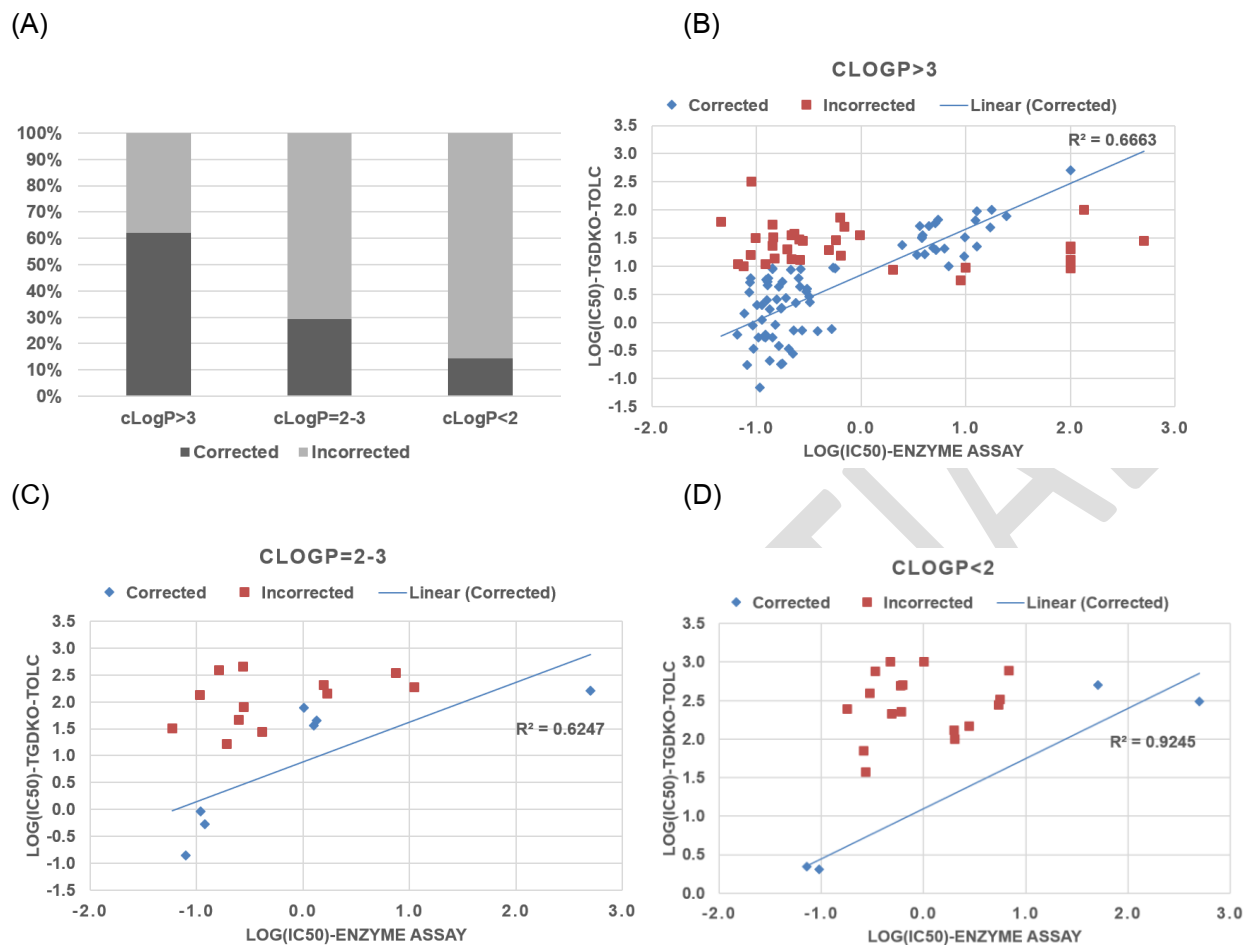 (A)
100%
90%
80%
70%
60%
50%
40%
30%
20%
10%
0%
cLogP>3 cLogP=2-3 cLogP<2
Corrected Incorrected
(B)
CLOGP>3
Corrected Incorrected Linear (Corrected)
R² = 0.6663
LOG(IC50)-TGDKO-TOLC
3.5
3.0
2.5
2.0
1.5
1.0
0.5
0.0
-0.5
-1.0
-1.5
-2.0 -1.0 0.0 1.0 2.0 3.0
LOG(IC50)-ENZYME ASSAY
(C)
CLOGP=2-3
Corrected Incorrected Linear (Corrected)
R² = 0.6247
LOG(IC50)-TGDKO-TOLC
3.5
3.0
2.5
2.0
1.5
1.0
0.5
0.0
-0.5
-1.0
-1.5
-2.0 -1.0 0.0 1.0 2.0 3.0
LOG(IC50)-ENZYME ASSAY
(D)
CLOGP<2
Corrected Incorrected Linear (Corrected)
R² = 0.9245
LOG(IC50)-TGDKO-TOLC
3.5
3.0
2.5
2.0
1.5
1.0
0.5
0.0
-2.0 -1.0 0.0 1.0 2.0 3.0
LOG(IC50)-ENZYME ASSAY